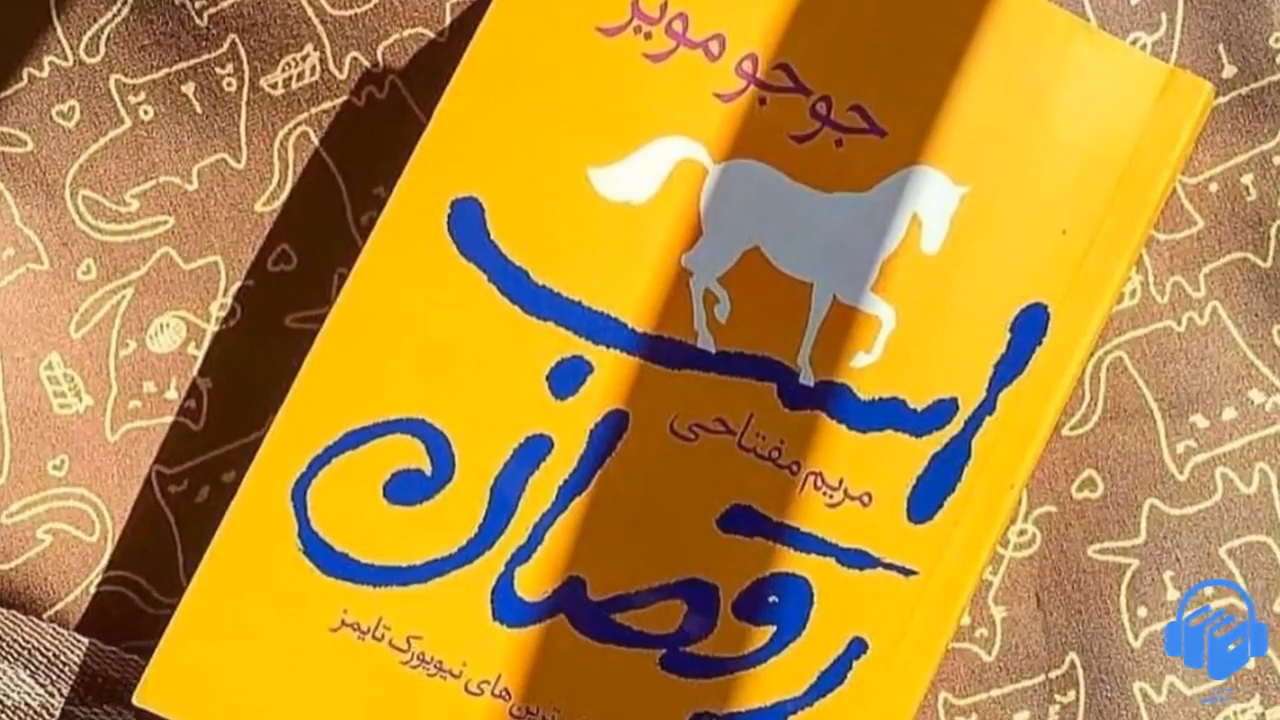 جوجو مویز
اسب
مریم مفتاحی
رقصان
های نیویورک تایمز